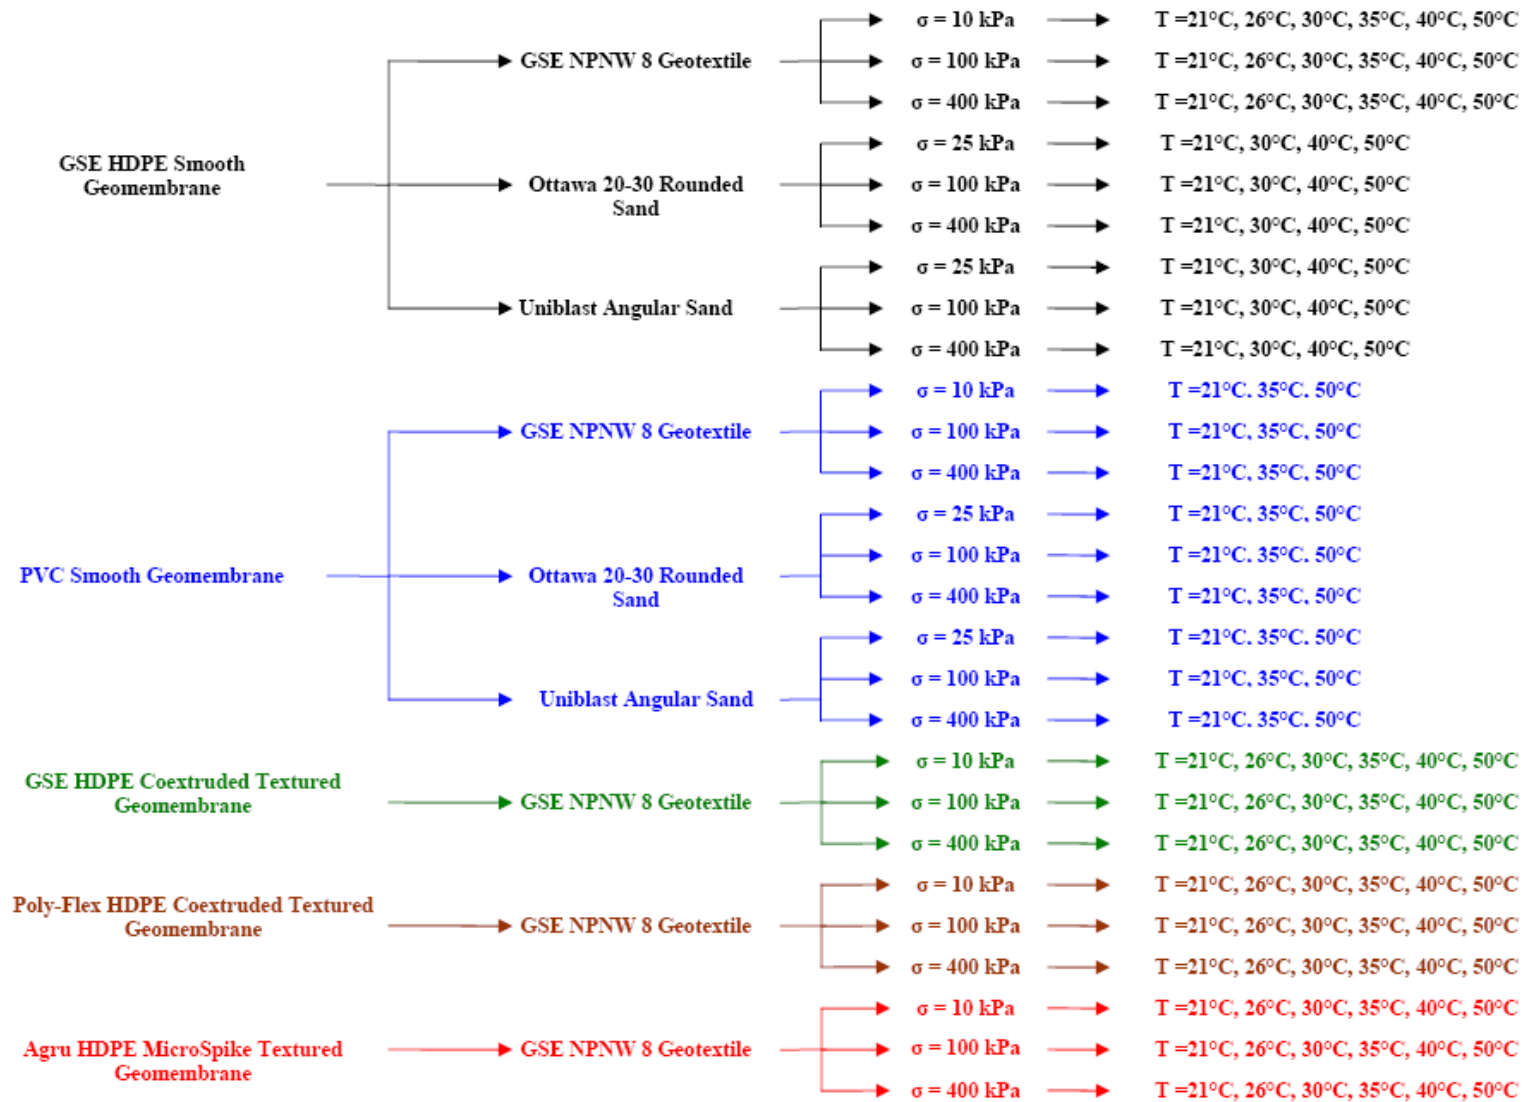 σ = 10 kPa T =21°C, 26°C, 30°C, 35°C, 40°C, 50°C
GSE NPNW 8 Geotextile σ = 100 kPa T =21°C, 26°C, 30°C, 35°C, 40°C, 50°C
σ = 400 kPa T =21°C, 26°C, 30°C, 35°C, 40°C, 50°C
σ = 25 kPa T =21°C, 30°C, 40°C, 50°C
GSE HDPE Smooth
Geomembrane
Ottawa 20-30 Rounded
Sand
σ = 100 kPa T =21°C, 30°C, 40°C, 50°C
σ = 400 kPa T =21°C, 30°C, 40°C, 50°C
σ = 25 kPa T =21°C, 30°C, 40°C, 50°C
Uniblast Angular Sand σ = 100 kPa T =21°C, 30°C, 40°C, 50°C
σ = 400 kPa T =21°C, 30°C, 40°C, 50°C
σ = 10 kPa T =21°C, 35°C, 50°C
GSE NPNW 8 Geotextile σ = 100 kPa T =21°C, 35°C, 50°C
σ = 400 kPa T =21°C, 35°C, 50°C
σ = 25 kPa T =21°C, 35°C, 50°C
σ = 100 kPa T =21°C, 35°C, 50°C
PVC Smooth Geomembrane
Ottawa 20-30 Rounded
Sand
σ = 400 kPa T =21°C, 35°C, 50°C
σ = 25 kPa T =21°C, 35°C, 50°C
σ = 100 kPa T =21°C, 35°C, 50°C
Uniblast Angular Sand
σ = 400 kPa T =21°C, 35°C, 50°C
σ = 10 kPa T =21°C, 26°C, 30°C, 35°C, 40°C, 50°C
GSE HDPE Coextruded Textured
Geomembrane
GSE NPNW 8 Geotextile σ = 100 kPa T =21°C, 26°C, 30°C, 35°C, 40°C, 50°C
σ = 400 kPa T =21°C, 26°C, 30°C, 35°C, 40°C, 50°C
σ = 10 kPa T =21°C, 26°C, 30°C, 35°C, 40°C, 50°C
Poly-Flex HDPE Coextruded Textured
Geomembrane
GSE NPNW 8 Geotextile σ = 100 kPa T =21°C, 26°C, 30°C, 35°C, 40°C, 50°C
σ = 400 kPa T =21°C, 26°C, 30°C, 35°C, 40°C, 50°C
σ = 10 kPa T =21°C, 26°C, 30°C, 35°C, 40°C, 50°C
Agru HDPE MicroSpike Textured
Geomembrane
GSE NPNW 8 Geotextile σ = 100 kPa T =21°C, 26°C, 30°C, 35°C, 40°C, 50°C
σ = 400 kPa T =21°C, 26°C, 30°C, 35°C, 40°C, 50°C